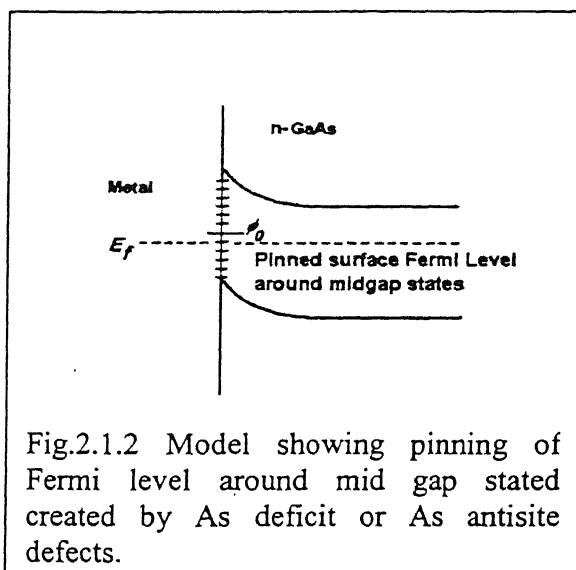 n-GaAs
Metal
ϕ₀
E_f
Pinned surface Fermi Level
around midgap states
Fig.2.1.2 Model showing pinning of
Fermi level around mid gap stated
created by As deficit or As antisite
defects.